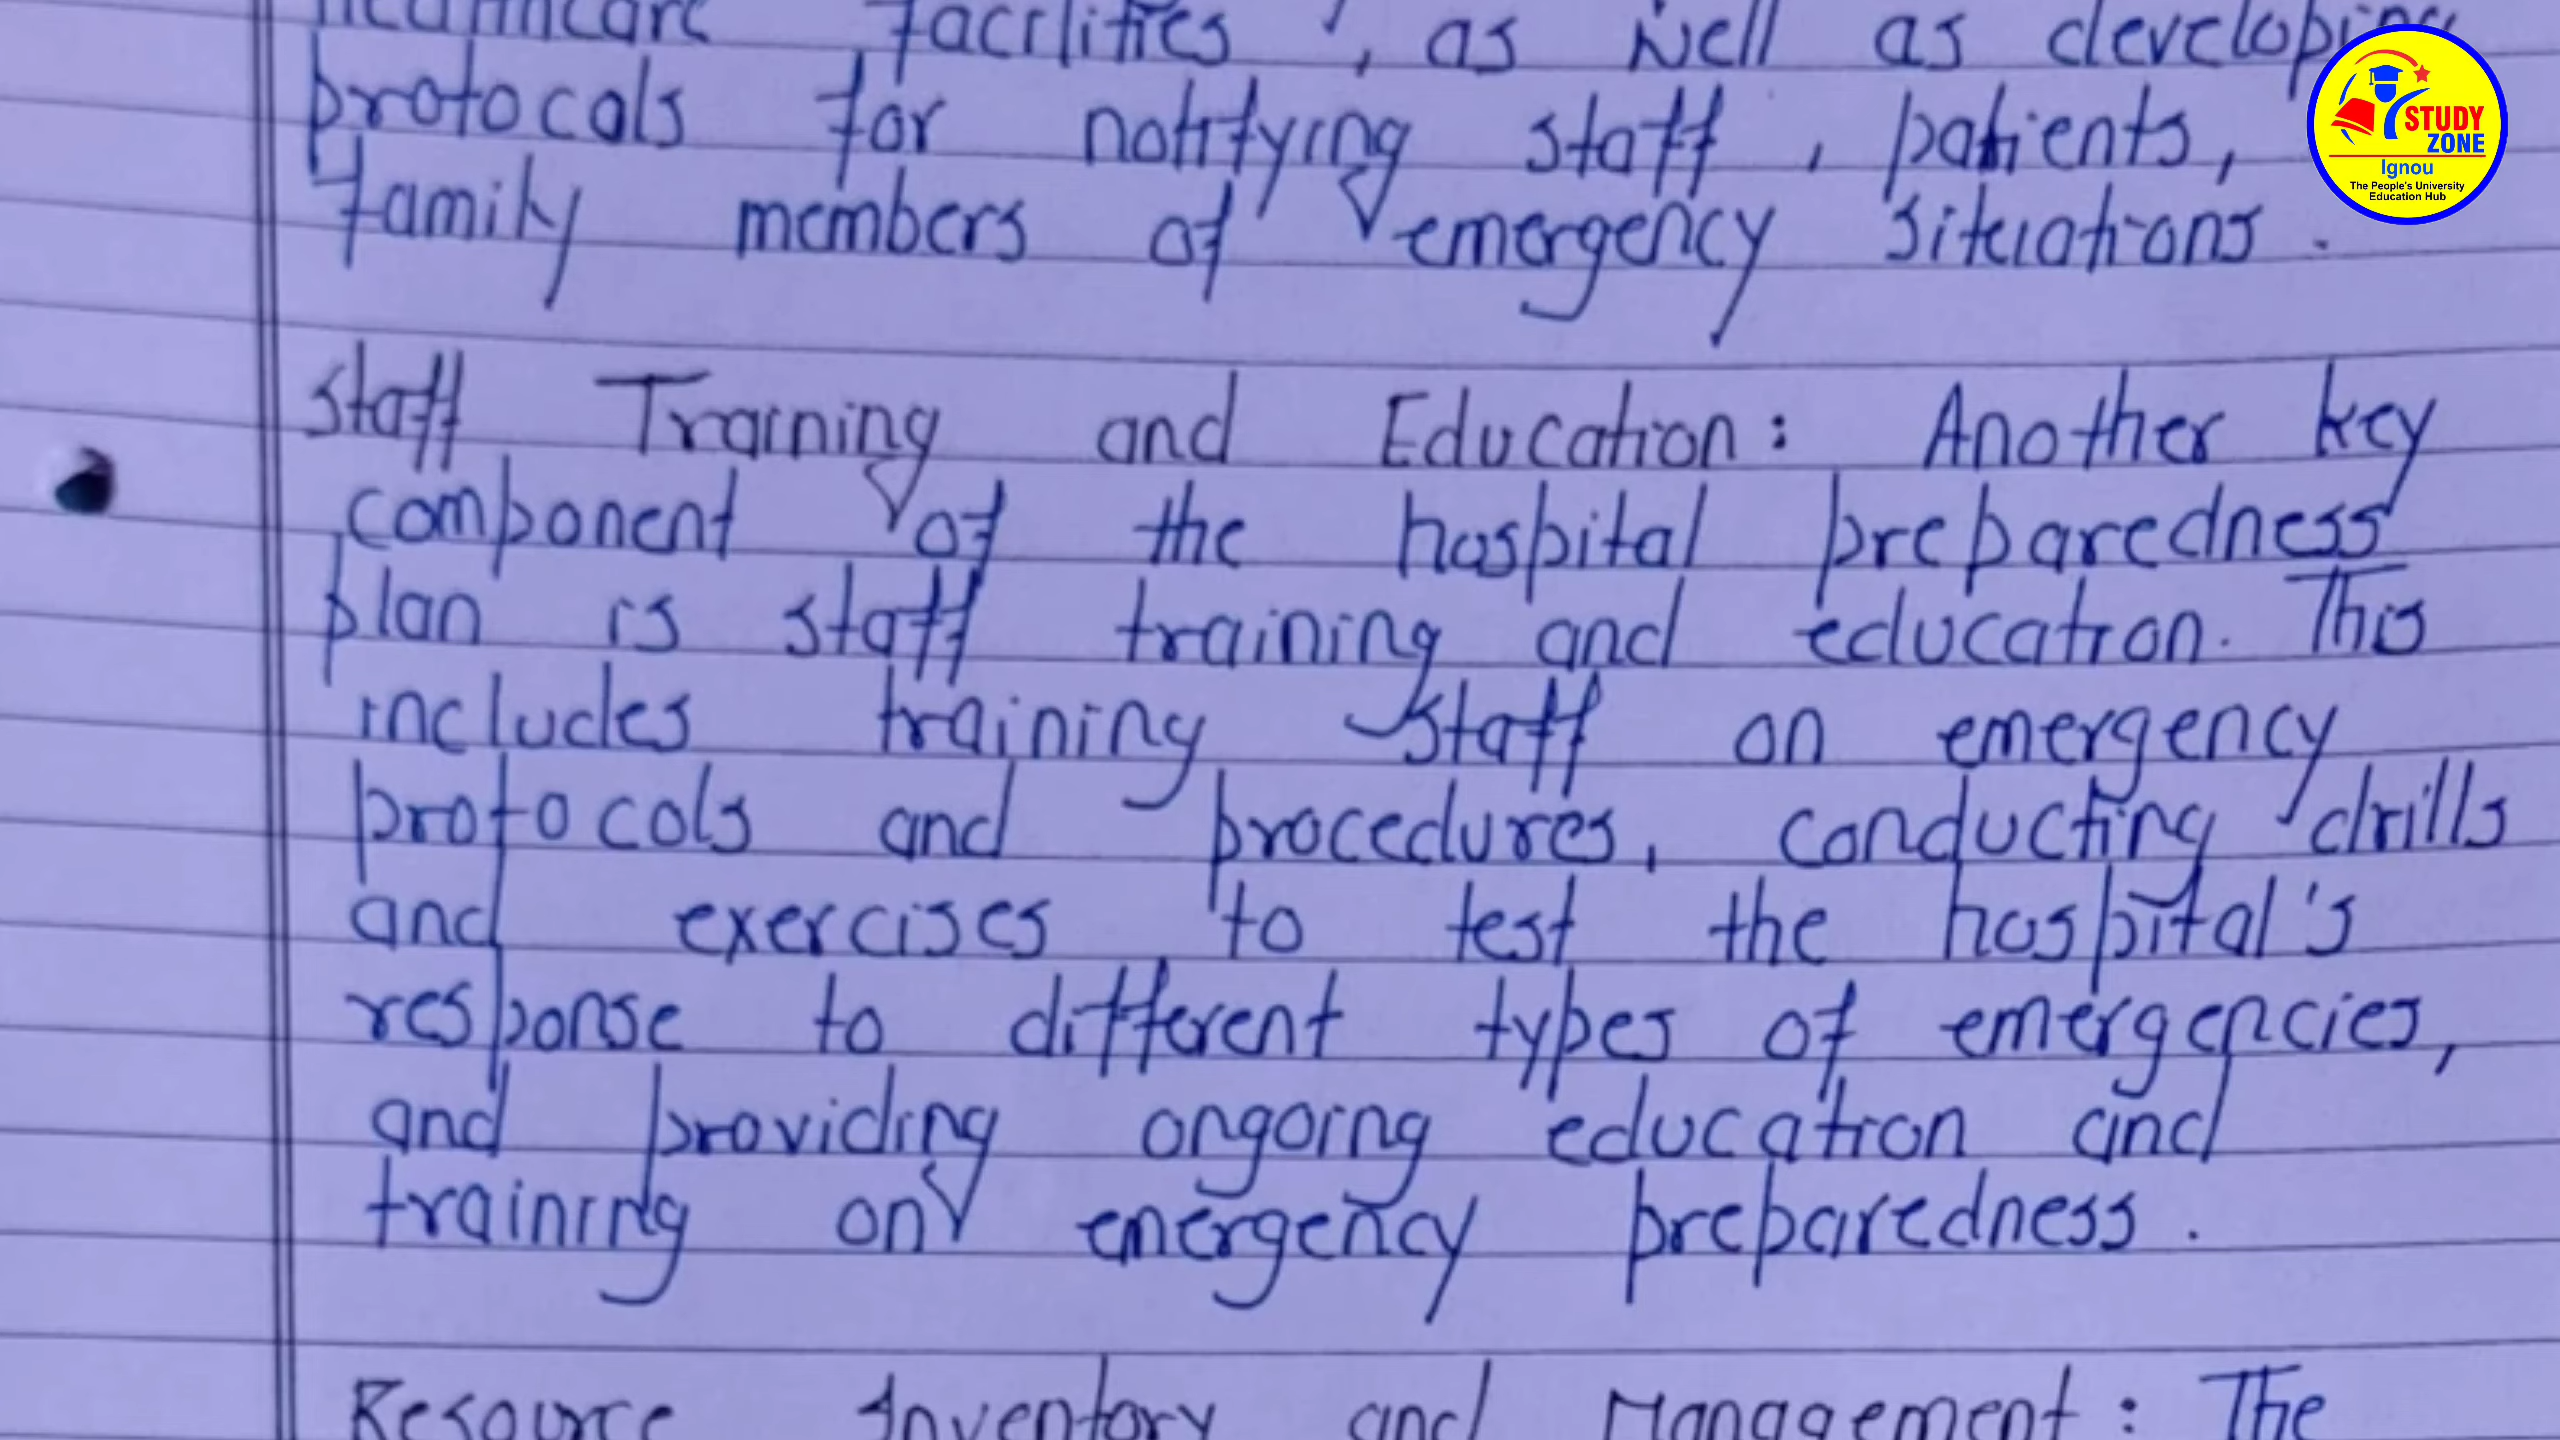 healthcare facilities, as well as developing
protocols for notifying staff, patients,
family members of emergency situations.
Staff Training and Education: Another key
component of the hospital preparedness
plan is staff training and education. This
includes training staff on emergency
protocols and procedures, conducting drills
and exercises to test the hospital's
response to different types of emergencies,
and providing ongoing education and
training on emergency preparedness.
Resource Inventory and Management: The
STUDY
ZONE
Ignou
The People's University
Education Hub